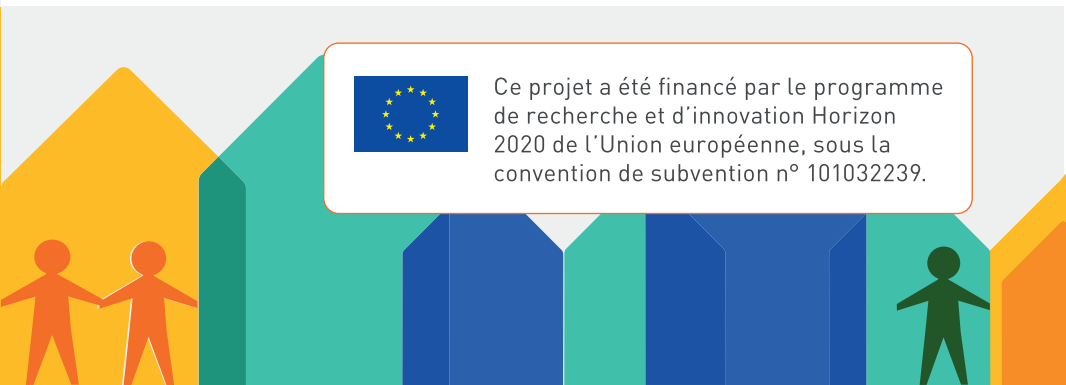 Ce projet a été financé par le programme
de recherche et d'innovation Horizon
2020 de l'Union européenne, sous la
convention de subvention n° 101032239.